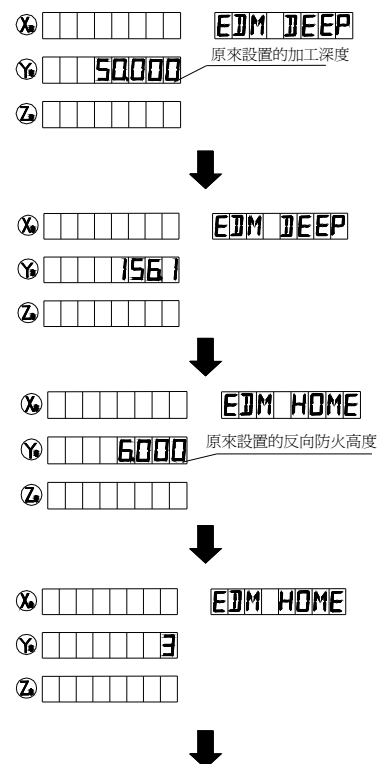 X EDM DEEP
原來設置的加工深度
Y 50.000
Z
X EDM DEEP
Y 156.1
Z
X EDM HOME
原來設置的反向防火高度
Y 6.000
Z
X EDM HOME
Y 3
Z